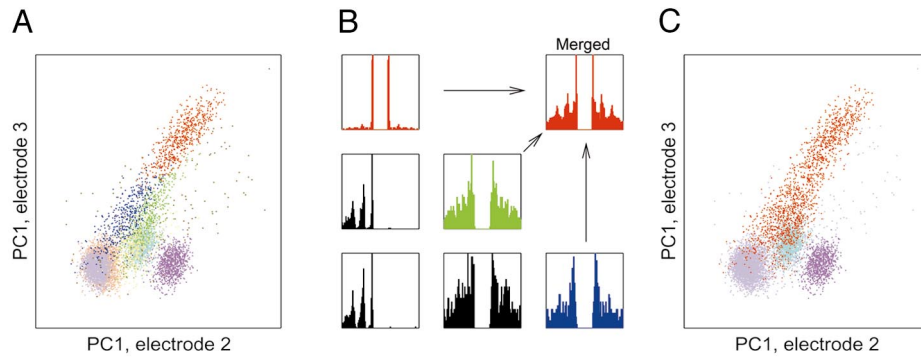 A
B
C
Merged
PC1, electrode 3
PC1, electrode 2
PC1, electrode 3
PC1, electrode 2